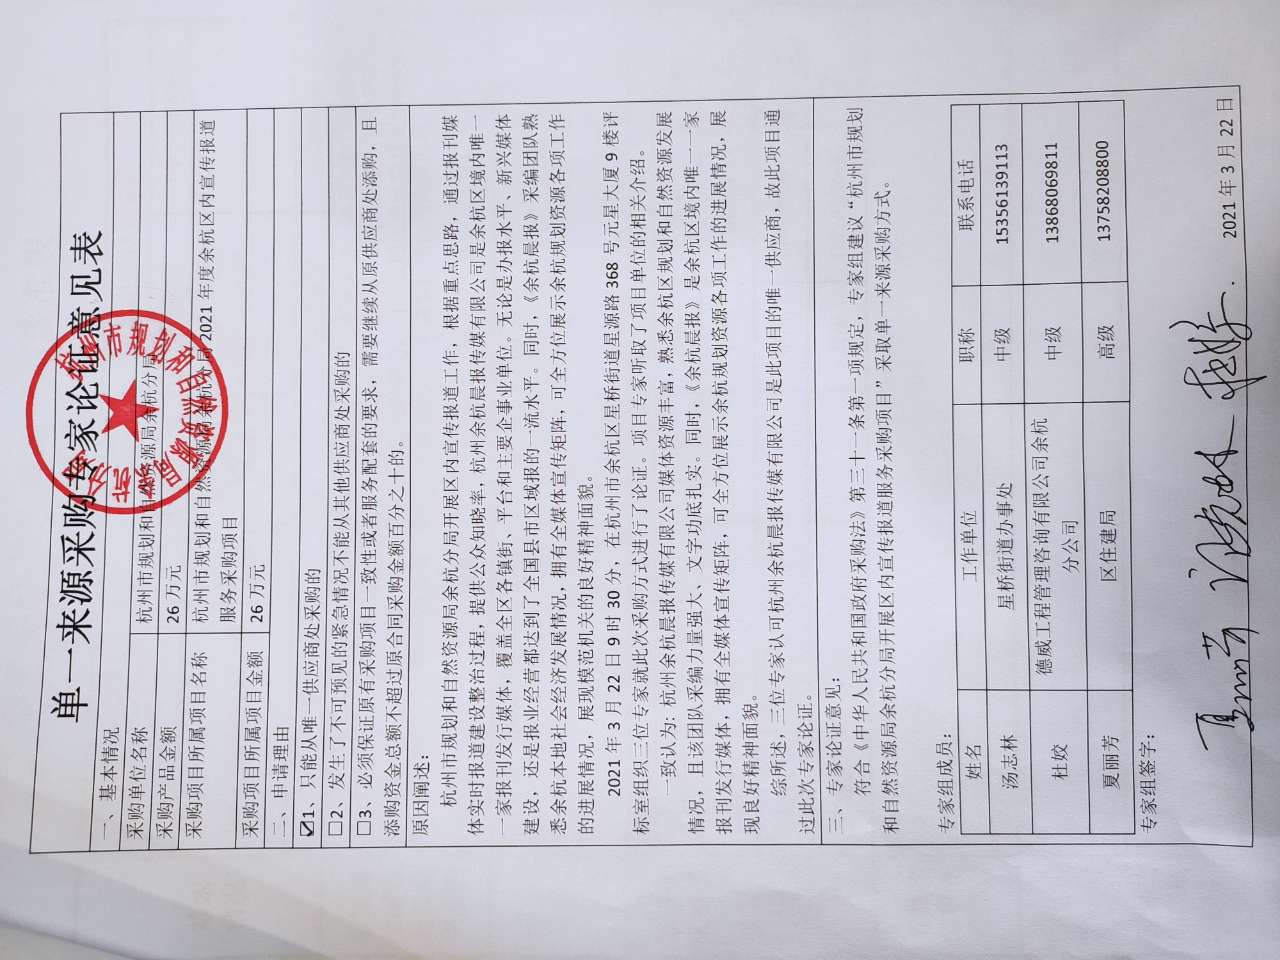 单一来源采购专家论证意见表
一、基本情况
采购单位名称 杭州市规划和自然资源局余杭分局
采购产品金额 26 万元
采购项目所属项目名称 杭州市规划和自然资源局余杭分局 2021 年度余杭区内宣传报道
服务采购项目
采购项目所属项目金额 26 万元
二、申请理由
☑1、只能从唯一供应商处采购的
□2、发生了不可预见的紧急情况不能从其他供应商处采购的
□3、必须保证原有采购项目一致性或者服务配套的要求，需要继续从原供应商处添购，且
添购资金总额不超过原合同采购金额百分之十的。
原因阐述：
杭州市规划和自然资源局余杭分局开展区内宣传报道工作，根据重点思路，通过报刊媒
体实时报道建设整治过程，提供公众知晓率，杭州余杭晨报传媒有限公司是余杭区境内唯一
一家报刊发行媒体，覆盖全区各镇街、平台和主要企事业单位。无论是办报水平、新兴媒体
建设，还是报业经营都达到了全国县市区域报的一流水平。同时，《余杭晨报》采编团队熟
悉余杭本地社会经济发展情况，拥有全媒体宣传矩阵，可全方位展示余杭规划资源各项工作
的进展情况，展现模范机关的良好精神面貌。
2021 年 3 月 22 日 9 时 30 分，在杭州市余杭区星桥街道星源路 368 号元星大厦 9 楼评
标室组织三位专家就此次采购方式进行了论证。项目专家听取了项目单位的相关介绍。
一致认为：杭州余杭晨报传媒有限公司媒体资源丰富，熟悉余杭区规划和自然资源发展
情况，且该团队采编力量强大、文字功底扎实。同时，《余杭晨报》是余杭区境内唯一一家
报刊发行媒体，拥有全媒体宣传矩阵，可全方位展示余杭规划资源各项工作的进展情况，展
现良好精神面貌。
综所述，三位专家认可杭州余杭晨报传媒有限公司是此项目的唯一供应商，故此项目通
过此次专家论证。
三、专家论证意见：
符合《中华人民共和国政府采购法》第三十一条第一项规定，专家组建议“杭州市规划
和自然资源局余杭分局开展区内宣传报道服务采购项目”采取单一来源采购方式。
专家组成员：
姓名 工作单位 职称 联系电话
汤志林 星桥街道办事处 中级 15356139113
杜姣 德威工程管理咨询有限公司余杭 中级 13868069811
分公司
夏丽芳 区住建局 高级 13758208800
专家组签字：
2021 年 3 月 22 日